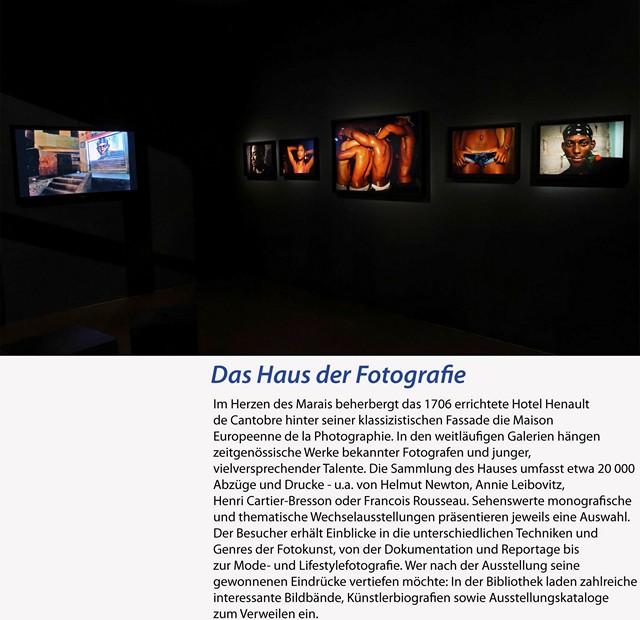 Das Haus der Fotografie
Im Herzen des Marais beherbergt das 1706 errichtete Hotel Henault
de Cantobre hinter seiner klassizistischen Fassade die Maison
Europeenne de la Photographie. In den weitläufigen Galerien hängen
zeitgenössische Werke bekannter Fotografen und junger,
vielversprechender Talente. Die Sammlung des Hauses umfasst etwa 20 000
Abzüge und Drucke - u.a. von Helmut Newton, Annie Leibovitz,
Henri Cartier-Bresson oder Francois Rousseau. Sehenswerte monografische
und thematische Wechselausstellungen präsentieren jeweils eine Auswahl.
Der Besucher erhält Einblicke in die unterschiedlichen Techniken und
Genres der Fotokunst, von der Dokumentation und Reportage bis
zur Mode- und Lifestylefotografie. Wer nach der Ausstellung seine
gewonnenen Eindrücke vertiefen möchte: In der Bibliothek laden zahlreiche
interessante Bildbände, Künstlerbiografien sowie Ausstellungskataloge
zum Verweilen ein.